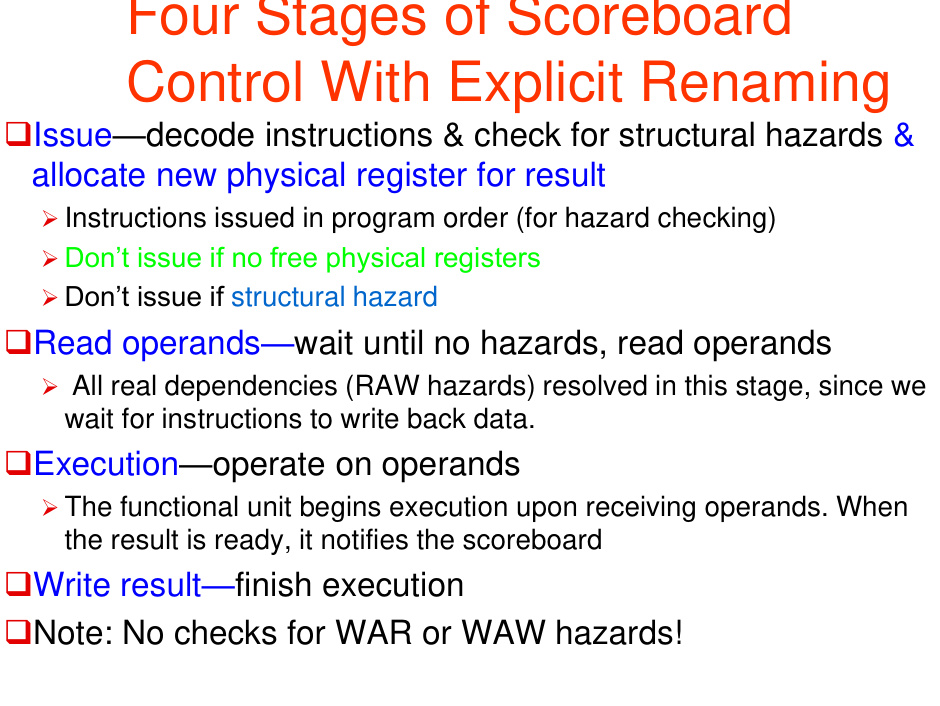 Four Stages of Scoreboard
Control With Explicit Renaming
❑Issue—decode instructions & check for structural hazards &
allocate new physical register for result
➢ Instructions issued in program order (for hazard checking)
➢ Don’t issue if no free physical registers
➢ Don’t issue if structural hazard
❑Read operands—wait until no hazards, read operands
➢ All real dependencies (RAW hazards) resolved in this stage, since we
wait for instructions to write back data.
❑Execution—operate on operands
➢ The functional unit begins execution upon receiving operands. When
the result is ready, it notifies the scoreboard
❑Write result—finish execution
❑Note: No checks for WAR or WAW hazards!